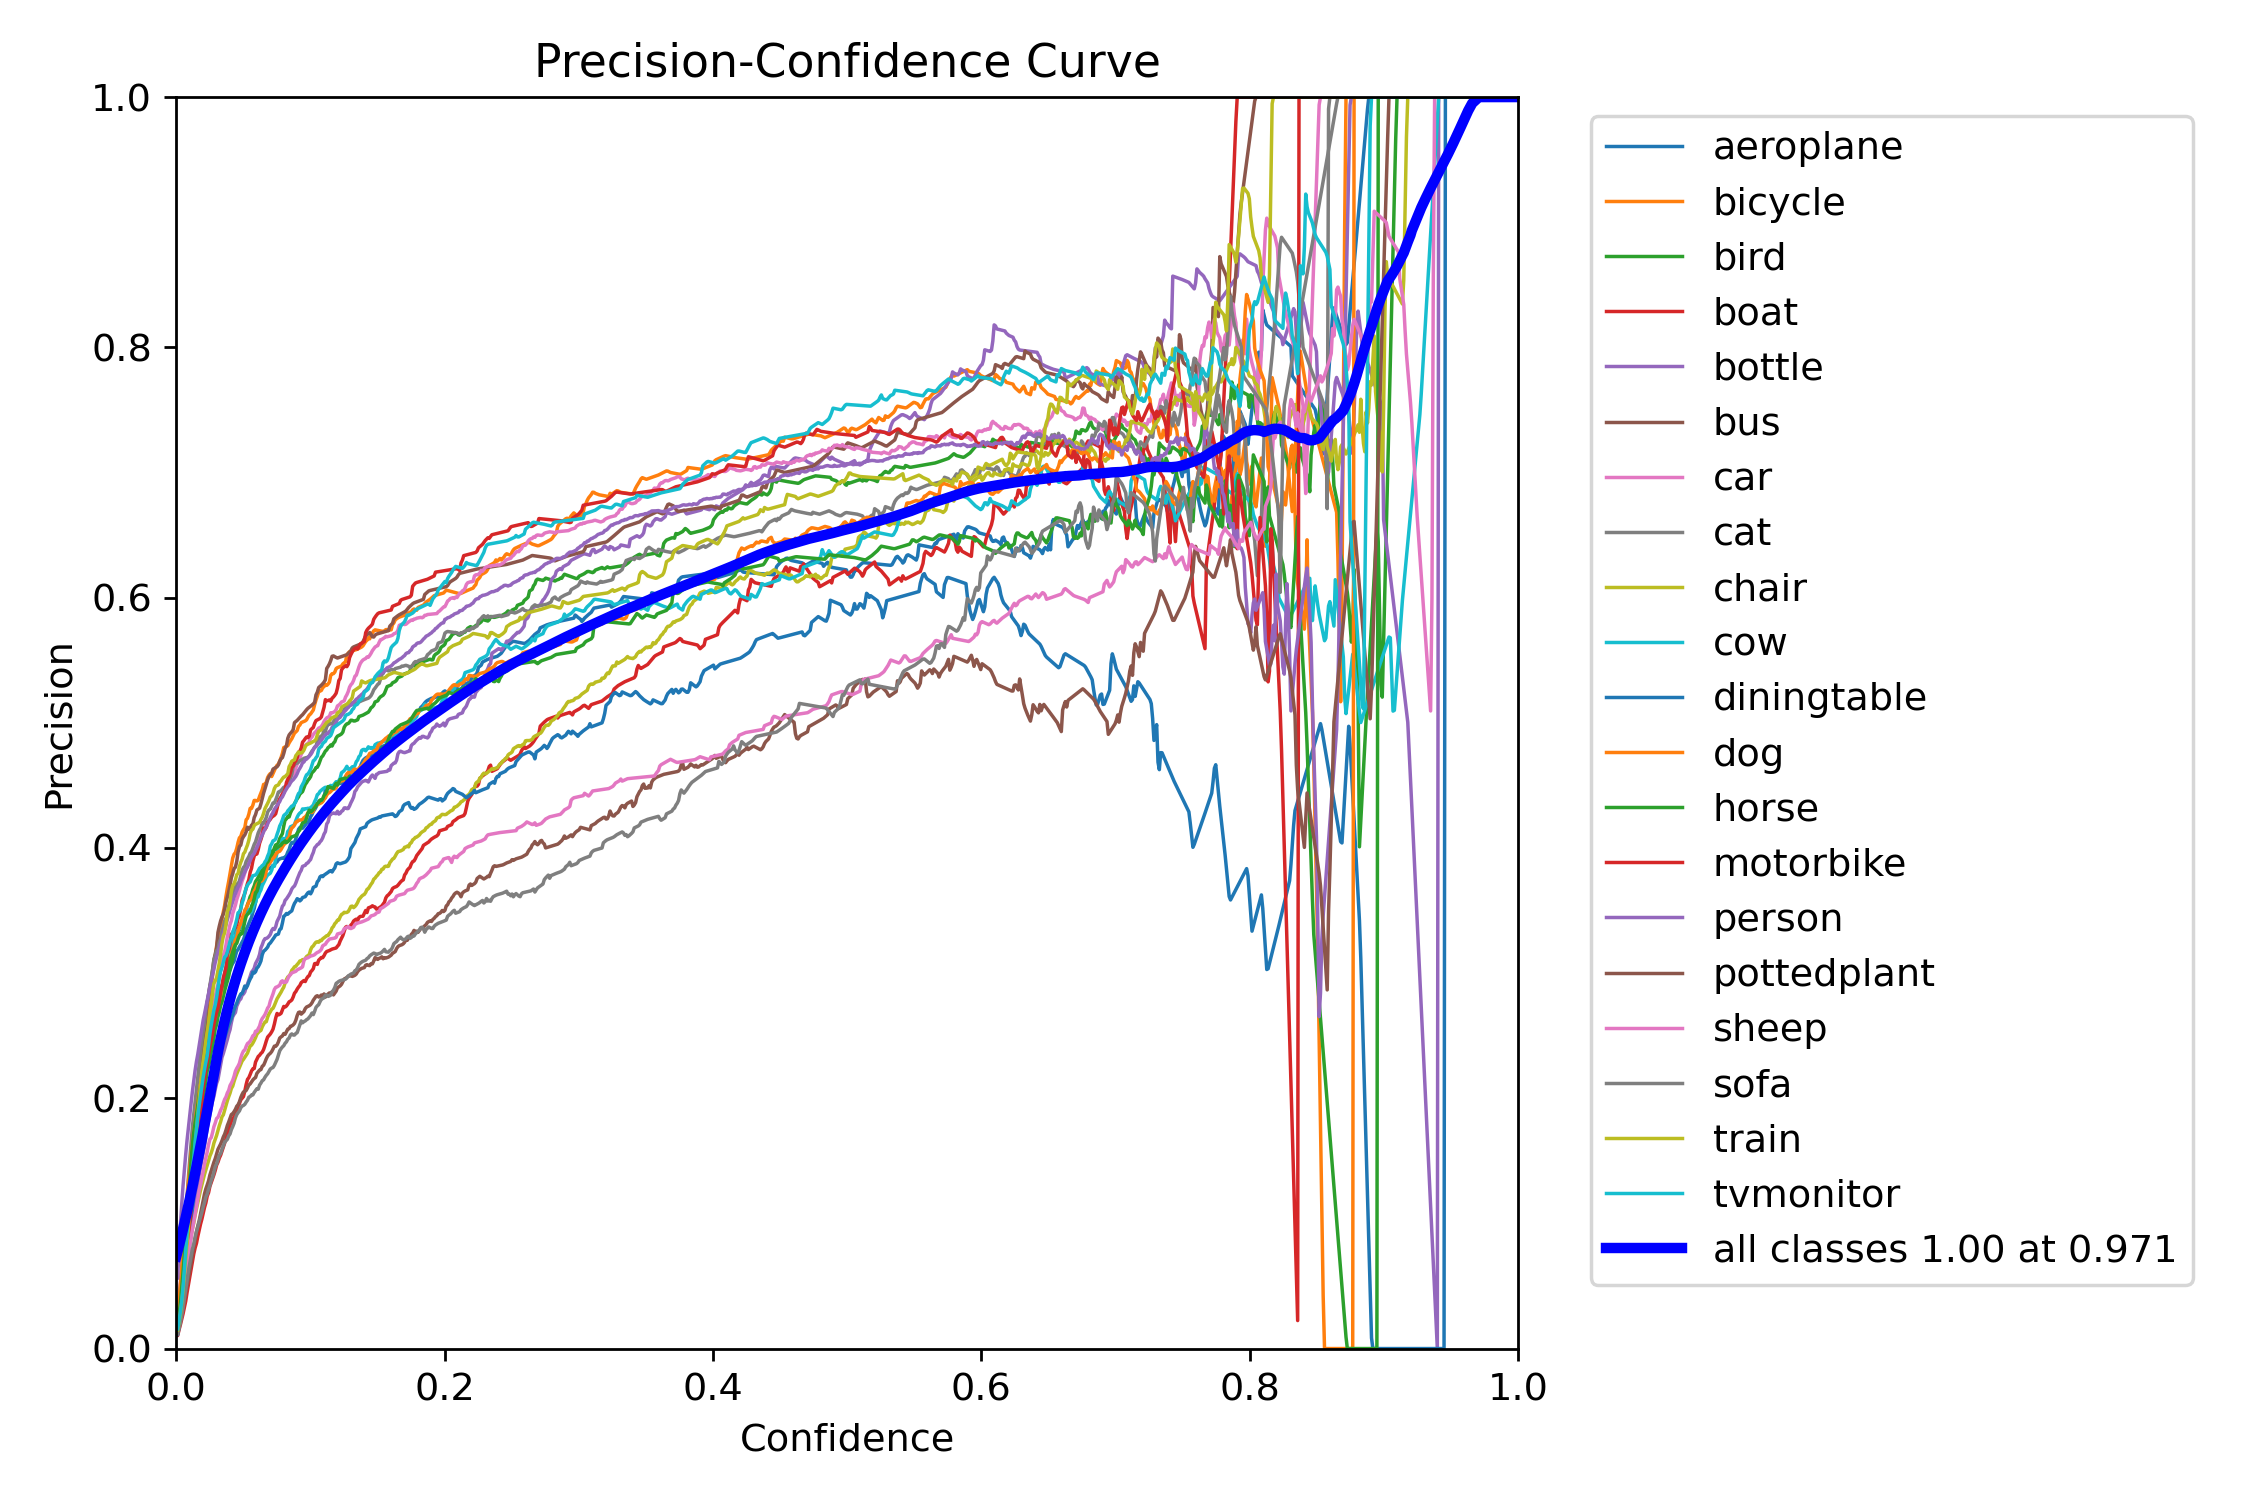 Precision-Confidence Curve
1.0
0.8
0.6
0.4
0.2
0.0
Precision
0.0 0.2 0.4 0.6 0.8 1.0
Confidence
aeroplane
bicycle
bird
boat
bottle
bus
car
cat
chair
cow
diningtable
dog
horse
motorbike
person
pottedplant
sheep
sofa
train
tvmonitor
all classes 1.00 at 0.971